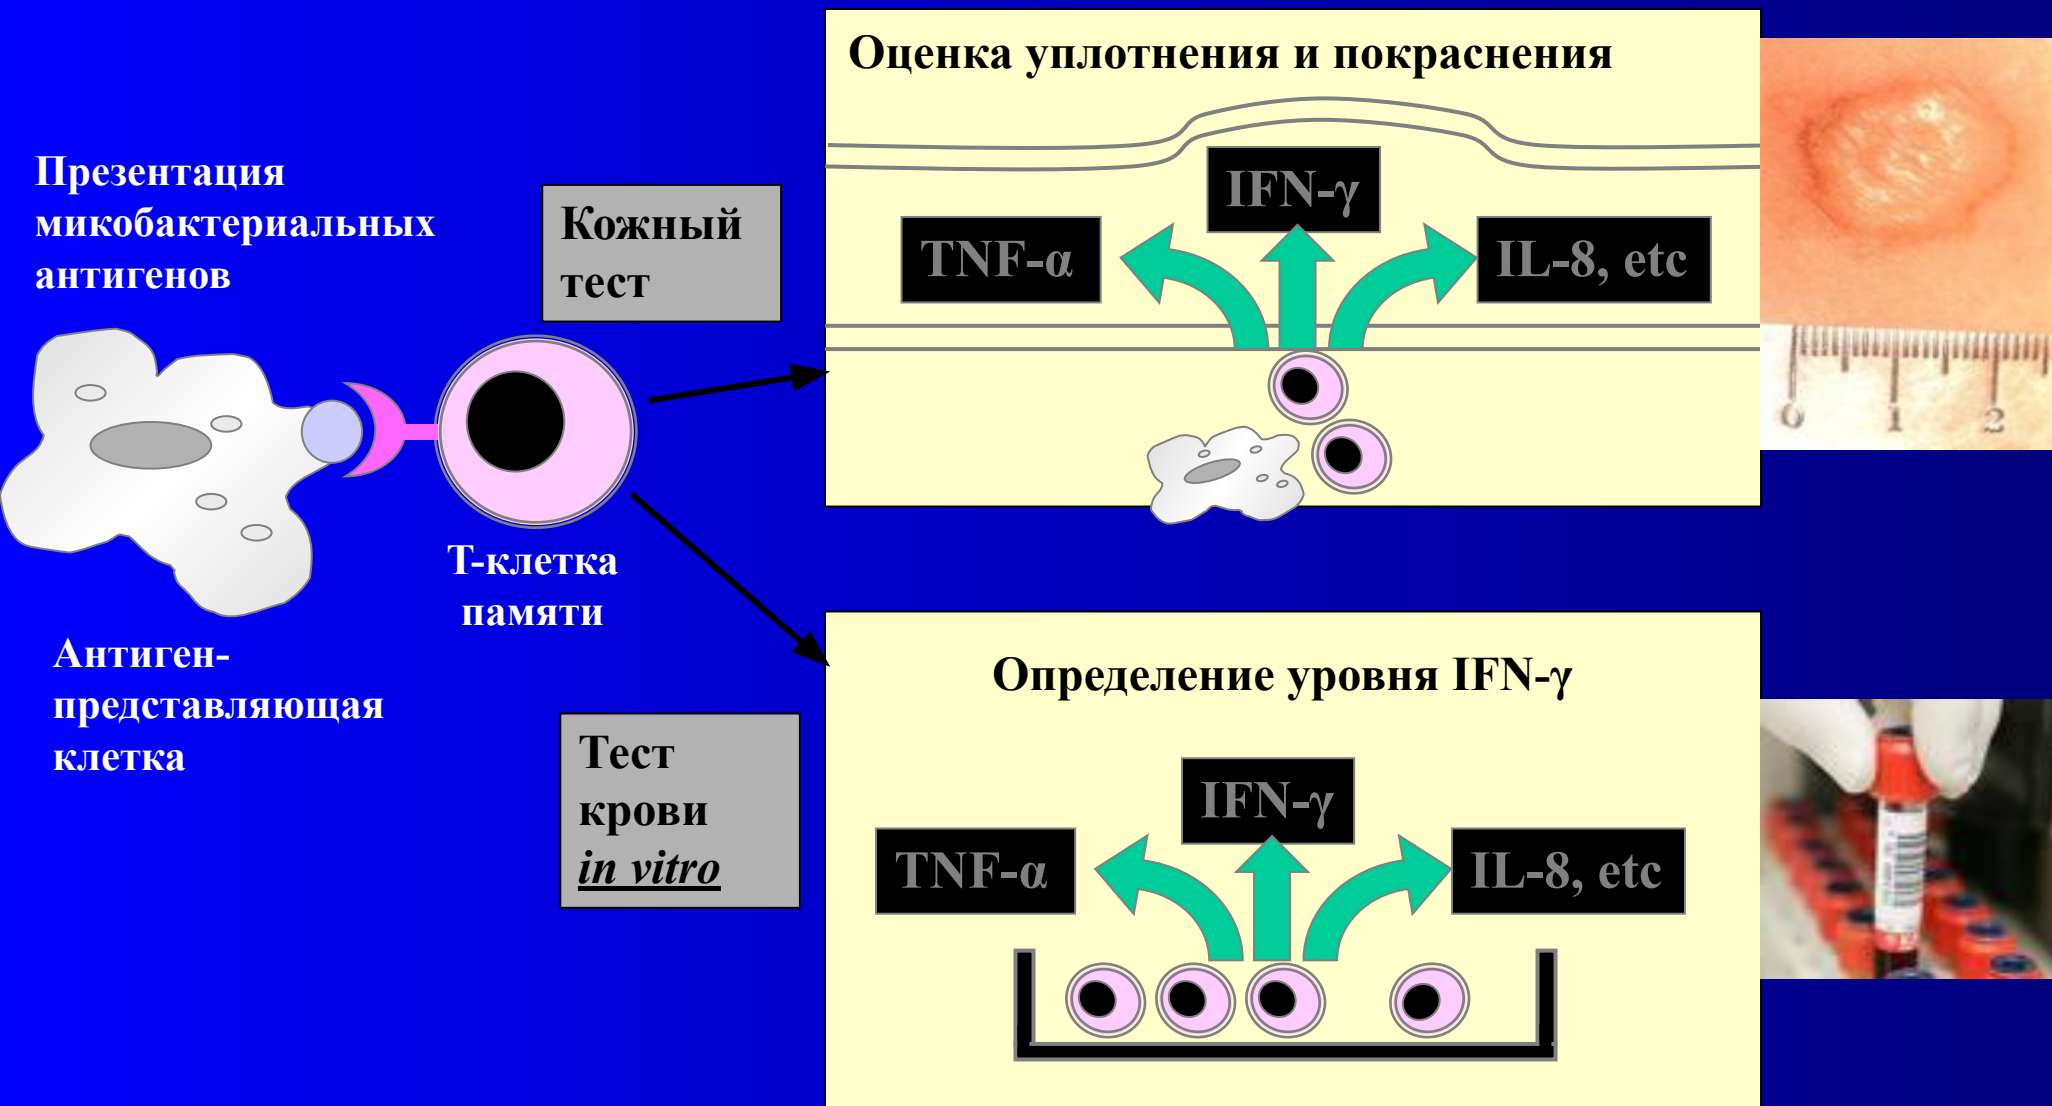 Оценка уплотнения и покраснения
Презентация
микобактериальных
антигенов
Кожный
тест
IFN-γ
TNF-α
IL-8, etc
0 1 2
Т-клетка
памяти
Антиген-
представляющая
клетка
Определение уровня IFN-γ
Тест
крови
in vitro
IFN-γ
TNF-α
IL-8, etc